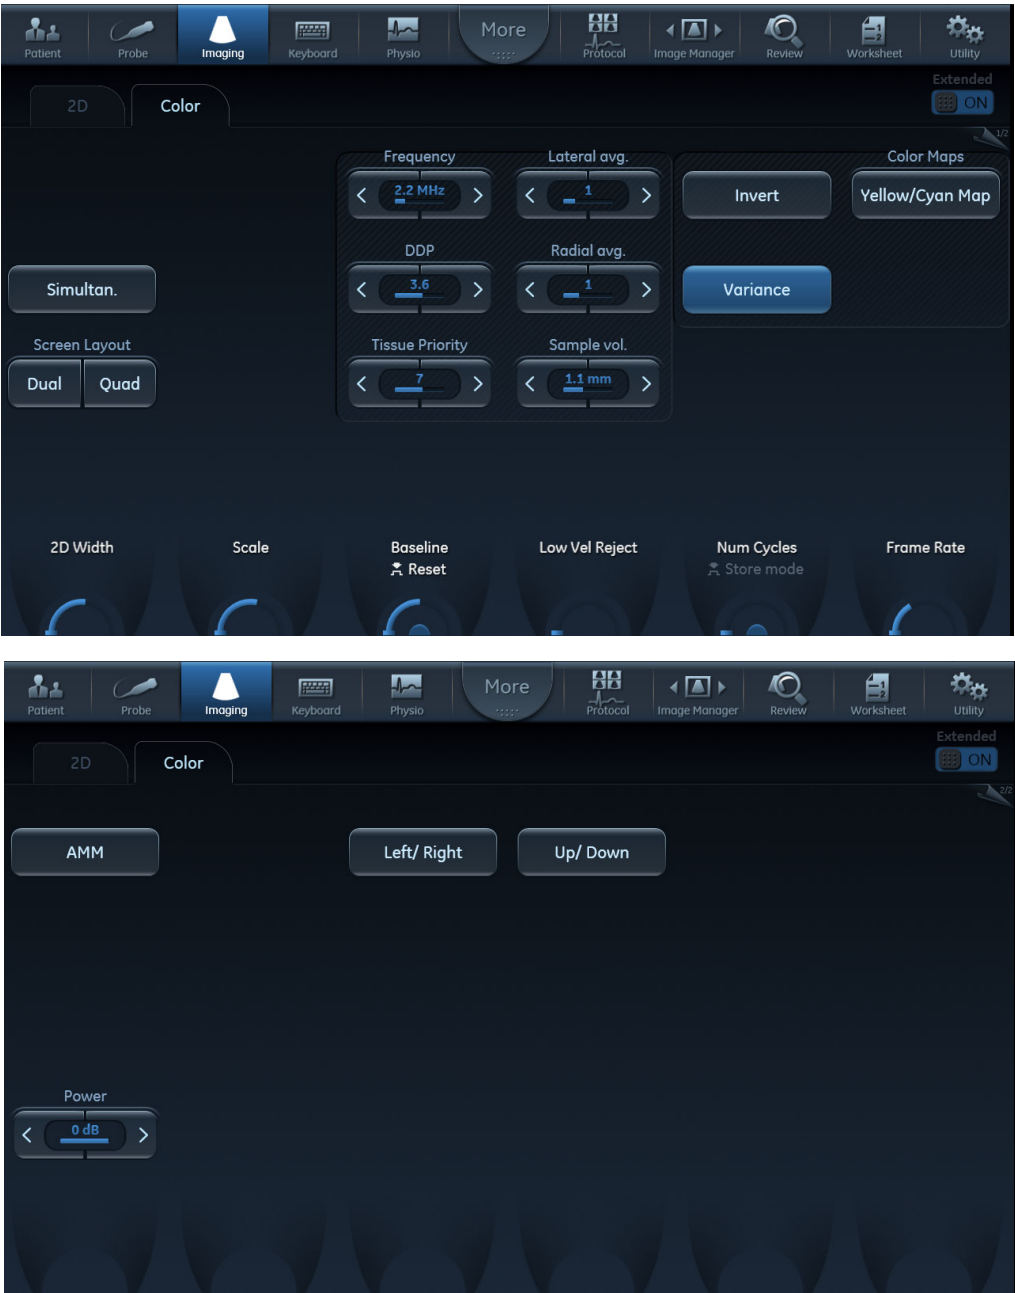 Patient Probe Imaging Keyboard Physio More Protocol Image Manager Review Worksheet Utility
Extended
ON
2D Color
1/2
Frequency Lateral avg. Color Maps
2.2 MHz 1 Invert Yellow/Cyan Map
DDP Radial avg.
Simultan. 3.6 1 Variance
Screen Layout Tissue Priority Sample vol.
Dual Quad 7 1.1 mm
2D Width Scale Baseline Low Vel Reject Num Cycles Frame Rate
Reset Store mode
Patient Probe Imaging Keyboard Physio More Protocol Image Manager Review Worksheet Utility
Extended
ON
2D Color
2/2
AMM Left/ Right Up/ Down
Power
0 dB